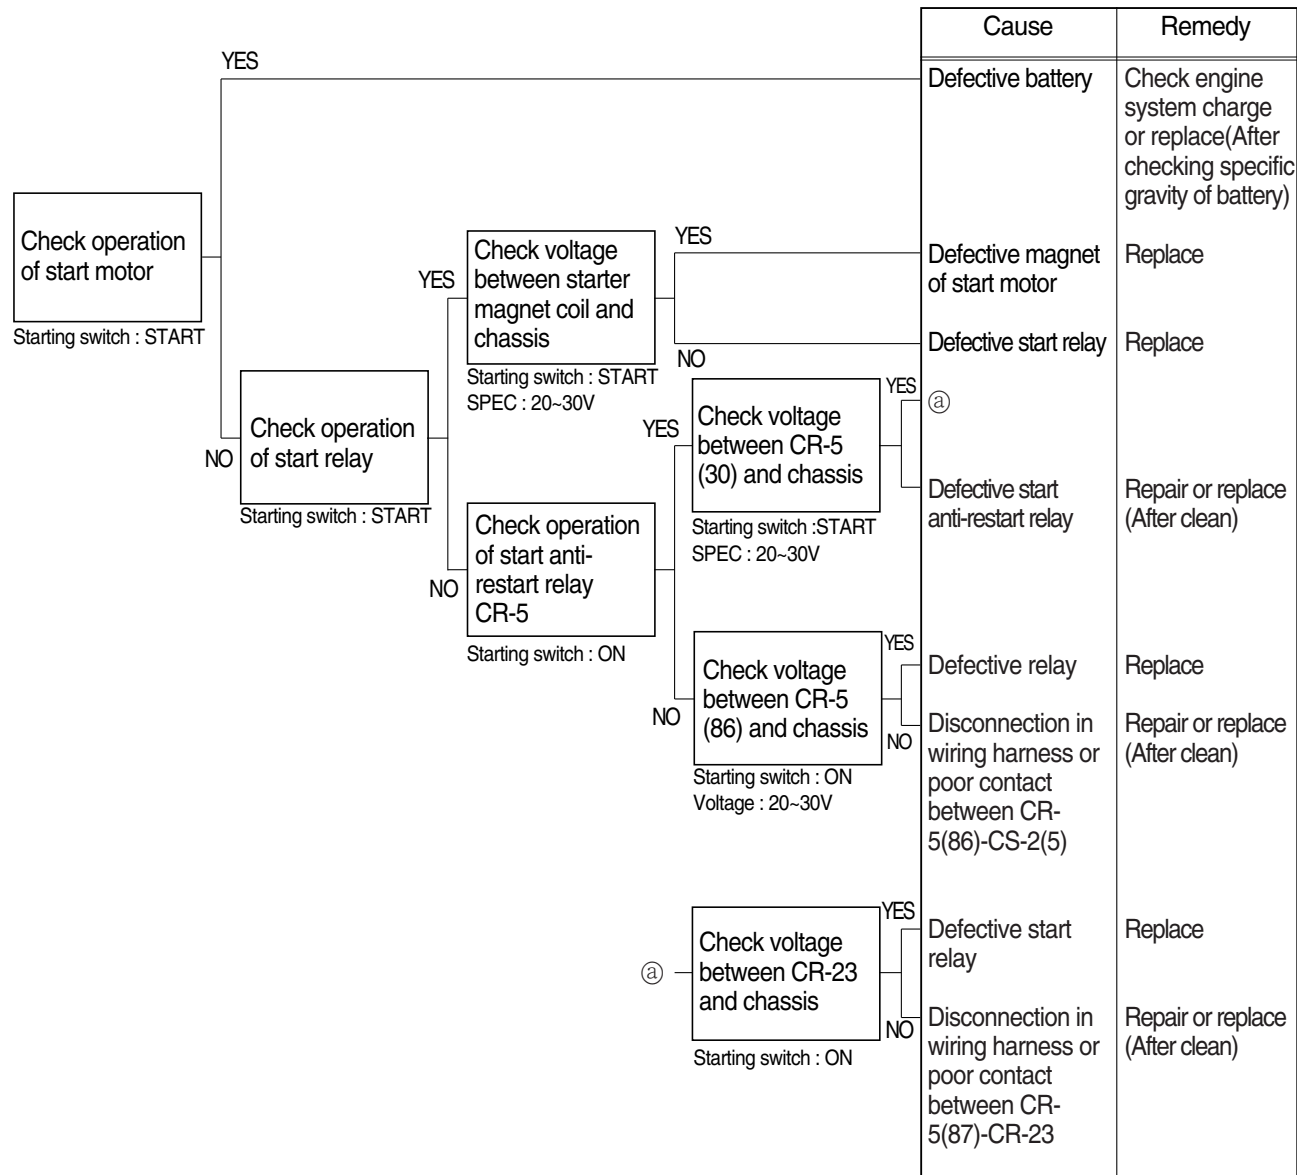 Cause Remedy
YES
Defective battery
Check engine
system charge
or replace(After
checking specific
gravity of battery)
Check operation
of start motor
Starting switch : START
NO
Check operation
of start relay
Starting switch : START
YES
Check voltage
between starter
magnet coil and
chassis
Starting switch : START
SPEC : 20~30V
YES
Defective magnet
of start motor
Replace
NO
Defective start relay
Replace
NO
Check operation
of start anti-
restart relay
CR-5
Starting switch : ON
YES
Check voltage
between CR-5
(30) and chassis
Starting switch :START
SPEC : 20~30V
YES
ⓐ
Defective start
anti-restart relay
Repair or replace
(After clean)
NO
Check voltage
between CR-5
(86) and chassis
Starting switch : ON
Voltage : 20~30V
YES
Defective relay
Replace
NO
Disconnection in
wiring harness or
poor contact
between CR-
5(86)-CS-2(5)
Repair or replace
(After clean)
ⓐ
Check voltage
between CR-23
and chassis
Starting switch : ON
YES
Defective start
relay
Replace
NO
Disconnection in
wiring harness or
poor contact
between CR-
5(87)-CR-23
Repair or replace
(After clean)